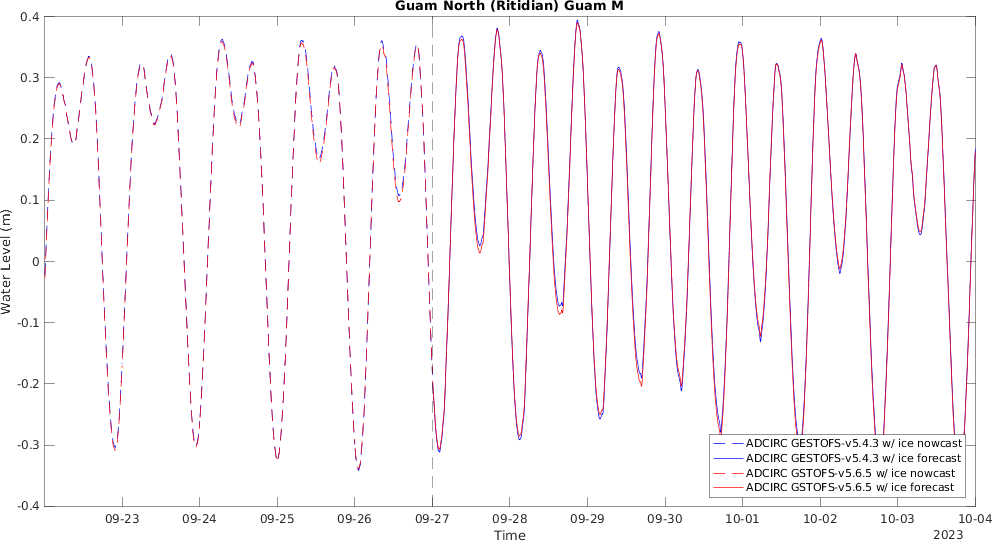 Guam North (Ritidian) Guam M
Water Level (m)
0.4
0.3
0.2
0.1
0
-0.1
-0.2
-0.3
-0.4
ADCIRC GESTOFS-v5.4.3 w/ ice nowcast
ADCIRC GESTOFS-v5.4.3 w/ ice forecast
ADCIRC GSTOFS-v5.6.5 w/ ice nowcast
ADCIRC GSTOFS-v5.6.5 w/ ice forecast
09-23 09-24 09-25 09-26 09-27 09-28 09-29 09-30 10-01 10-02 10-03 10-04
Time
2023